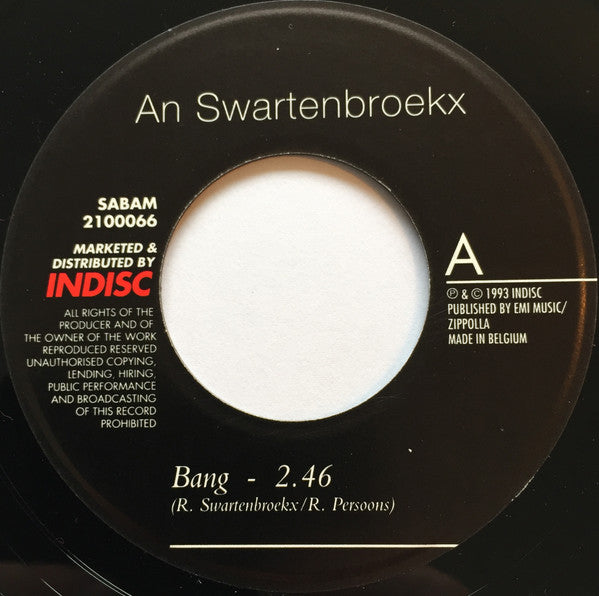 An Swartenbroekx
SABAM
2100066
MARKETED &
DISTRIBUTED BY
INDISC
ALL RIGHTS OF THE
PRODUCER AND OF
THE OWNER OF THE WORK
REPRODUCED RESERVED
UNAUTHORISED COPYING,
LENDING, HIRING,
PUBLIC PERFORMANCE
AND BROADCASTING
OF THIS RECORD
PROHIBITED
A
℗ & © 1993 INDISC
PUBLISHED BY EMI MUSIC/
ZIPPOLLA
MADE IN BELGIUM
Bang - 2.46
(R. Swartenbroekx/R. Persoons)